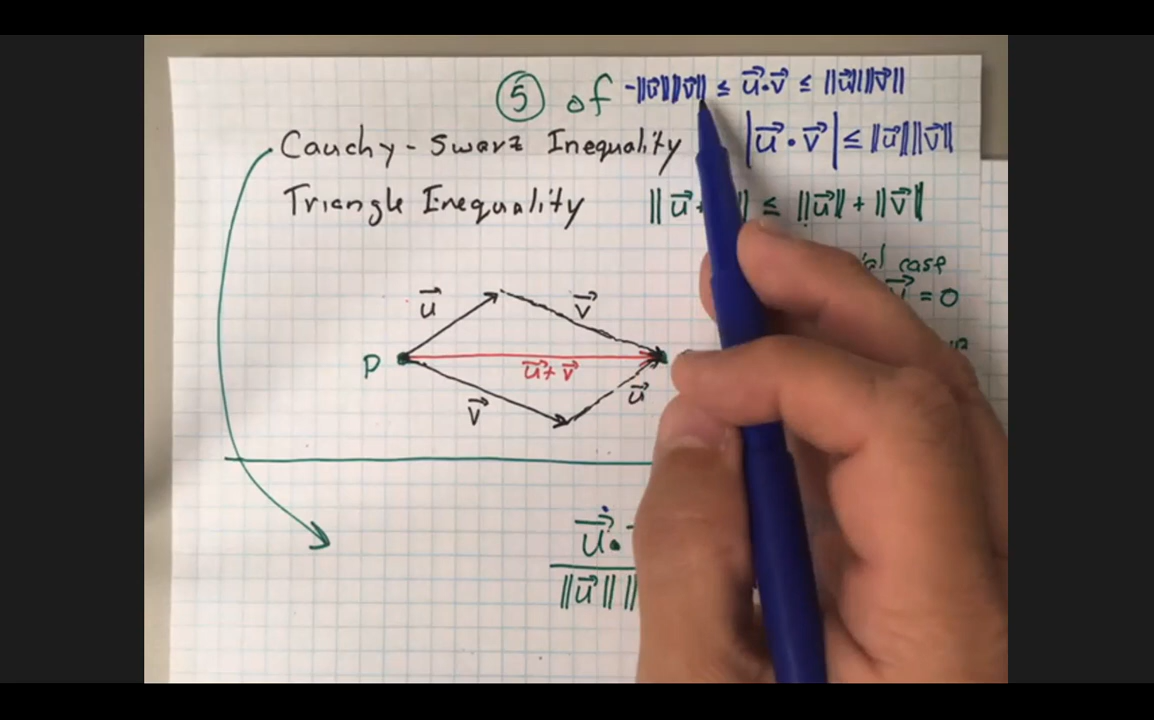 ⑤ of -‖u⃗‖‖v⃗‖ ≤ u⃗·v⃗ ≤ ‖u⃗‖‖v⃗‖
Cauchy - Swarz Inequality |u⃗ · v⃗| ≤ ‖u⃗‖‖v⃗‖
Triangle Inequality ‖u⃗ + ‖ ≤ ‖u⃗‖ + ‖v⃗‖
case
= 0
u⃗ v⃗
P
u⃗ + v⃗
v⃗ u⃗
u⃗ ·
‖u⃗‖ ‖